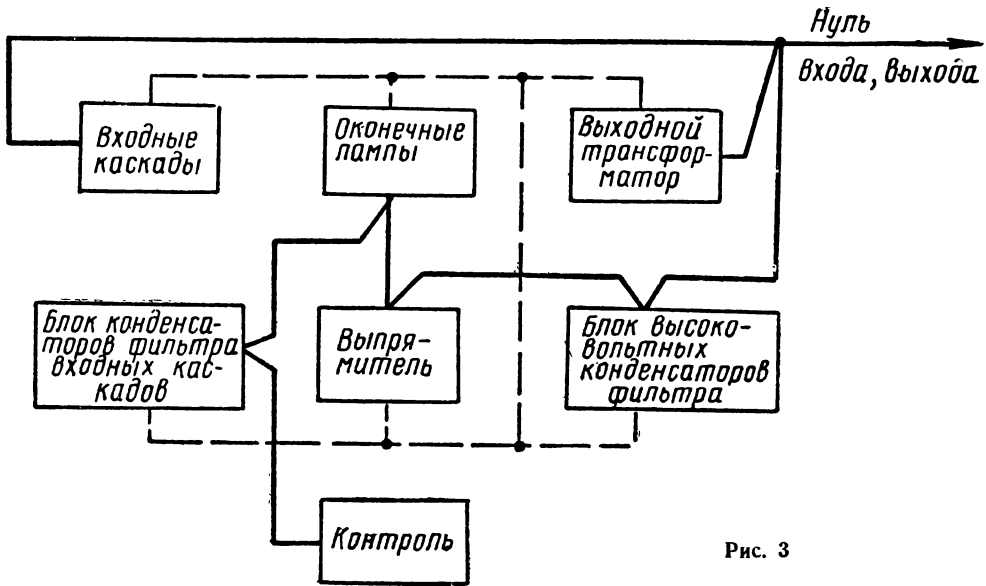 Нуль
входа, выхода
Входные
каскады
Оконечные
лампы
Выходной
трансфор-
матор
Блок конденса-
торов фильтра
входных кас-
кадов
Выпря-
митель
Блок высоко-
вольтных
конденсаторов
фильтра
Контроль
Рис. 3